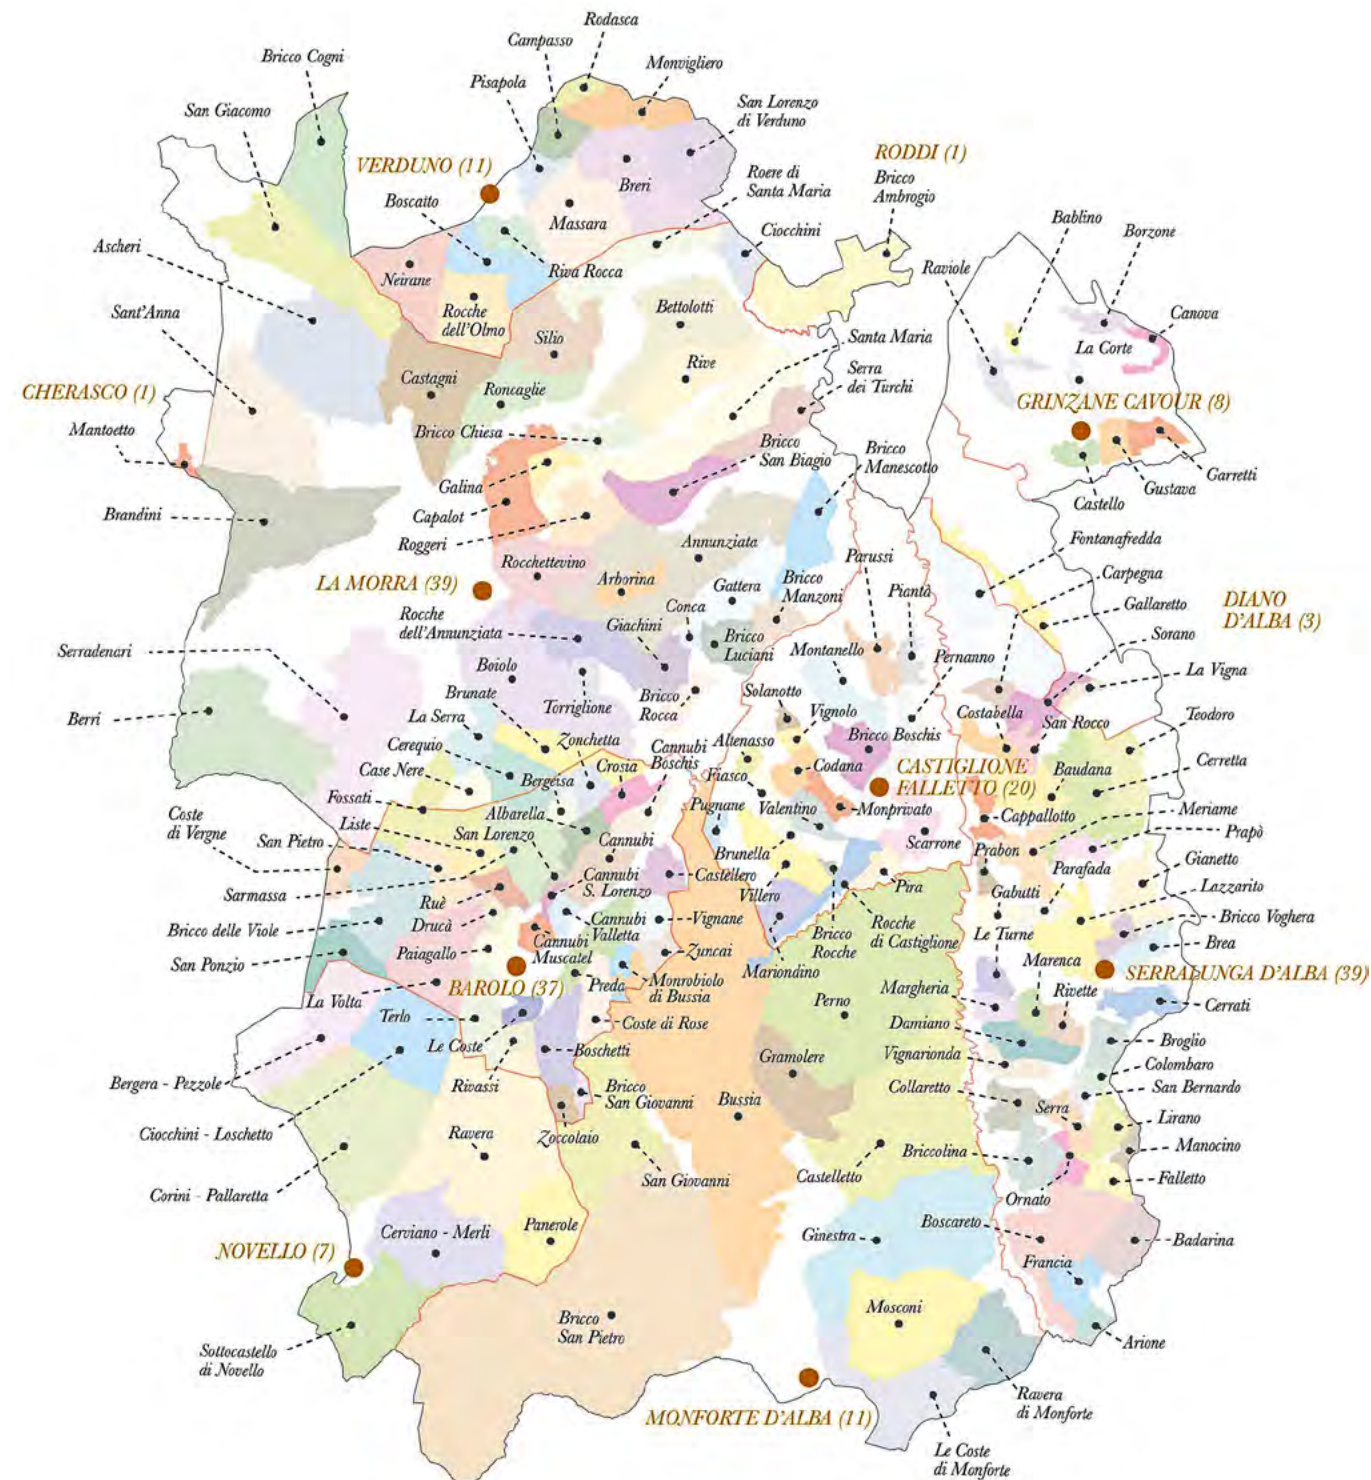 Rodasca
Campasso
Bricco Cogni
Monvigliero
Pisapola
San Giacomo
San Lorenzo
di Verduno
VERDUNO (11)
RODDI (1)
Roere di
Santa Maria
Bricco
Ambrogio
Boscatto
Breri
Bablino
Massara
Borzone
Ascheri
Ciocchini
Raviole
Neirane
Riva Rocca
Sant'Anna
Rocche
dell'Olmo
Bettolotti
Canova
Silio
Santa Maria
La Corte
Castagni
Rive
Serra
dei Turchi
CHERASCO (1)
Roncaglie
GRINZANE CAVOUR (8)
Mantoetto
Bricco Chiesa
Bricco
San Biagio
Bricco
Manescotto
Garretti
Galina
Gustava
Castello
Brandini
Capalot
Roggeri
Fontanafredda
Annunziata
Parussi
Rocchettevino
Carpegna
LA MORRA (39)
Arborina
Gattera
Bricco
Manzoni
Piantà
DIANO
D'ALBA (3)
Gallaretto
Rocche
dell'Annunziata
Conca
Giachini
Sorano
Serradenari
Bricco
Luciani
Montanello
Pernanno
La Vigna
Boiolo
Brunate
Solanotto
Torriglione
Bricco
Rocca
Costabella
San Rocco
Teodoro
Berri
La Serra
Vignolo
Cerequio
Zonchetta
Cannubi
Boschis
Altenasso
Bricco Boschis
Case Nere
Bergeisa
Crosia
Fiasco
Codana
CASTIGLIONE
FALLETTO (20)
Baudana
Cerretta
Fossati
Albarella
Pugnane
Valentino
Monprivato
Cappallotto
Meriame
Coste
di Vergne
Liste
San Lorenzo
Cannubi
Prapò
San Pietro
Brunella
Scarrone
Prabon
Parafada
Gianetto
Cannubi
S. Lorenzo
Castellero
Villero
Pira
Gabutti
Lazzarito
Sarmassa
Ruè
Bricco Voghera
Drucà
Cannubi
Valletta
Vignane
Rocche
di Castiglione
Bricco delle Viole
Le Turne
Brea
Paiagallo
Cannubi
Muscatel
Zuncai
Bricco
Rocche
Marenca
San Ponzio
Mariondino
SERRALUNGA D'ALBA (39)
BAROLO (37)
Preda
Monrobiolo
di Bussia
Margheria
Rivette
La Volta
Perno
Cerrati
Terlo
Coste di Rose
Damiano
Le Coste
Broglio
Boschetti
Gramolere
Vignarionda
Colombaro
Bergera - Pezzole
Rivassi
Bricco
San Giovanni
Bussia
Collaretto
San Bernardo
Serra
Lirano
Ciocchini - Loschetto
Ravera
Zoccolaio
Manocino
San Giovanni
Castelletto
Briccolina
Falletto
Corini - Pallaretta
Ornato
Cerviano - Merli
Panerole
Ginestra
Boscareto
Badarina
NOVELLO (7)
Francia
Mosconi
Bricco
San Pietro
Arione
Sottocastello
di Novello
Ravera
di Monforte
MONFORTE D'ALBA (11)
Le Coste
di Monforte